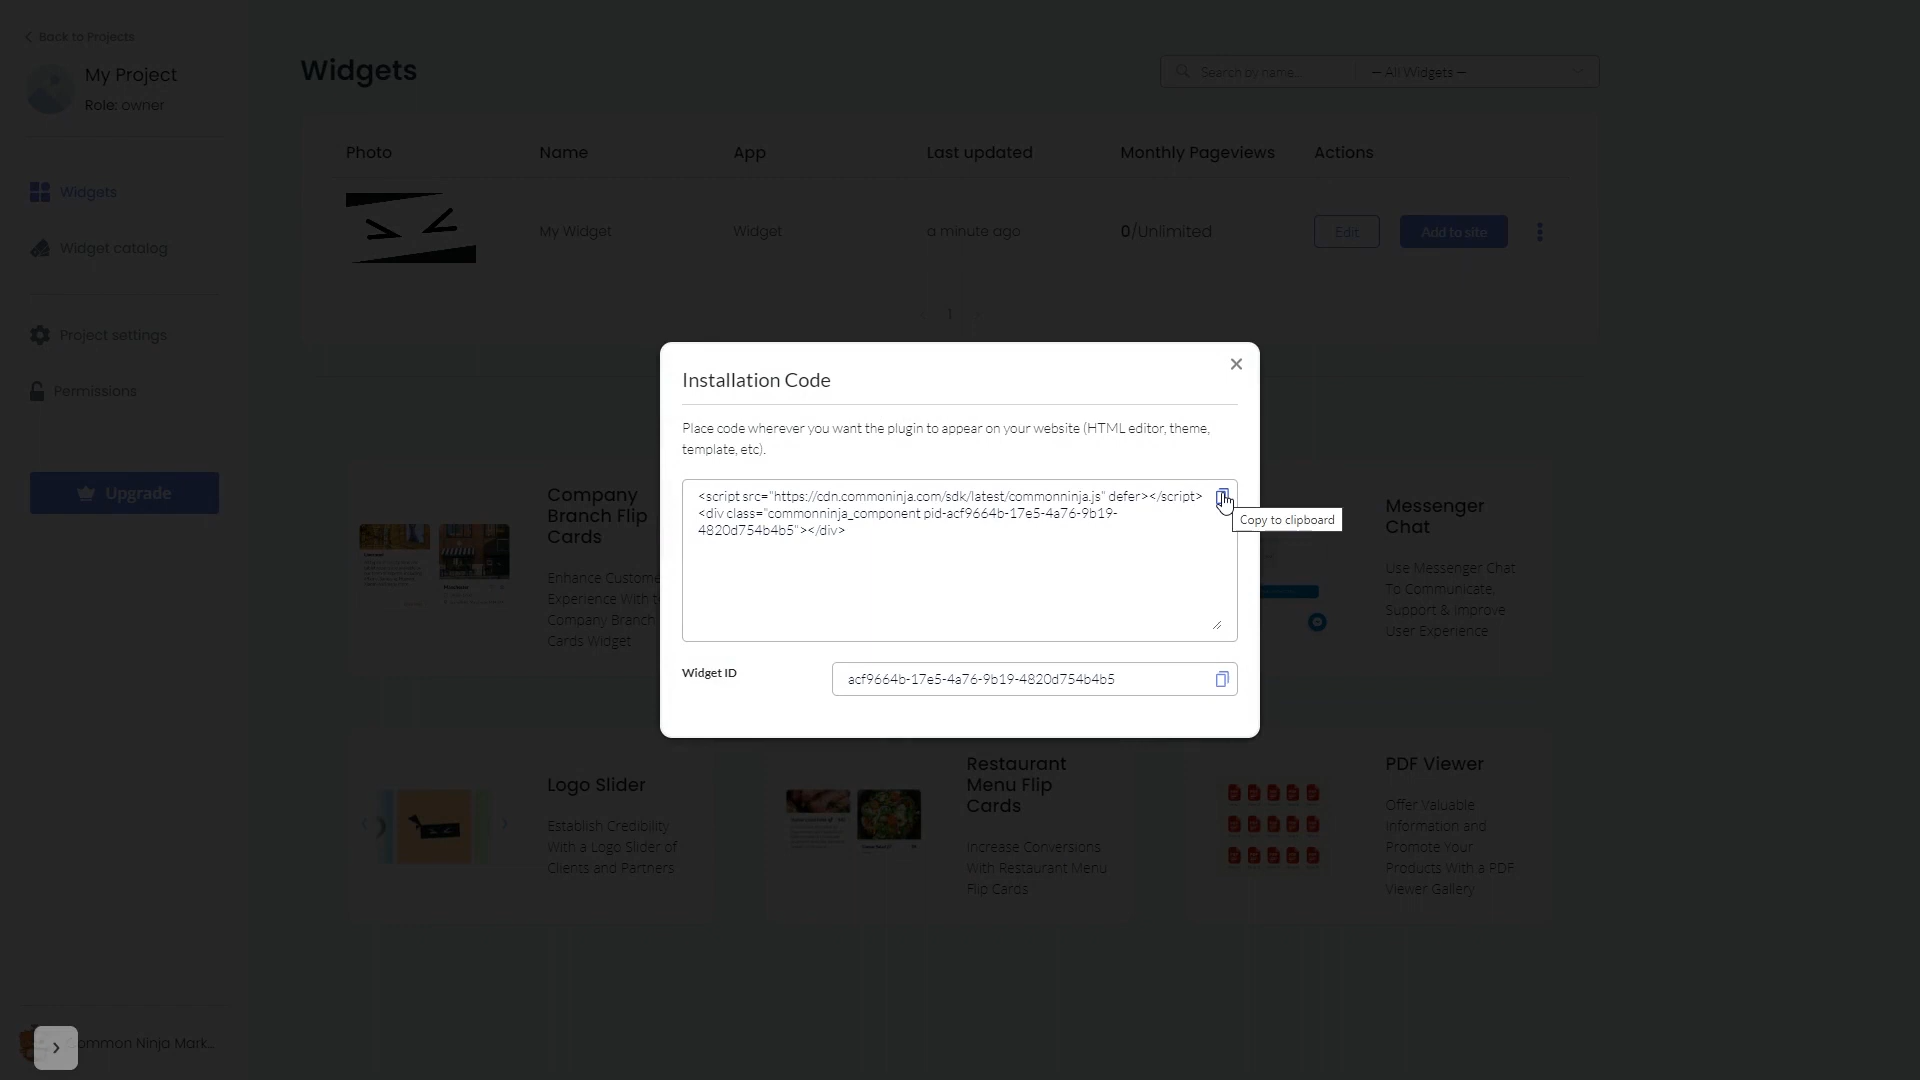 Back to Projects
My Project
Role: owner
Widgets
Widget catalog
Project settings
Permissions
Upgrade
Widgets
Search by name...
— All Widgets —
Photo
Name
App
Last updated
Monthly Pageviews
Actions
My Widget
Widget
a minute ago
0/Unlimited
Edit
Add to site
1
Installation Code
Place code wherever you want the plugin to appear on your website (HTML editor, theme,
template, etc).
<script src="https://cdn.commoninja.com/sdk/latest/commonninja.js" defer></script>
<div class="commonninja_component pid-acf9664b-17e5-4a76-9b19-
4820d754b4b5"></div>
Copy to clipboard
Widget ID
acf9664b-17e5-4a76-9b19-4820d754b4b5
Company
Branch Flip
Cards
Enhance Custome
Experience With
Company Branch
Cards Widget
Messenger
Chat
Use Messenger Chat
To Communicate,
Support & Improve
User Experience
Logo Slider
Establish Credibility
With a Logo Slider of
Clients and Partners
Restaurant
Menu Flip
Cards
Increase Conversions
With Restaurant Menu
Flip Cards
PDF Viewer
Offer Valuable
Information and
Promote Your
Products With a PDF
Viewer Gallery
ommon Ninja Mark...